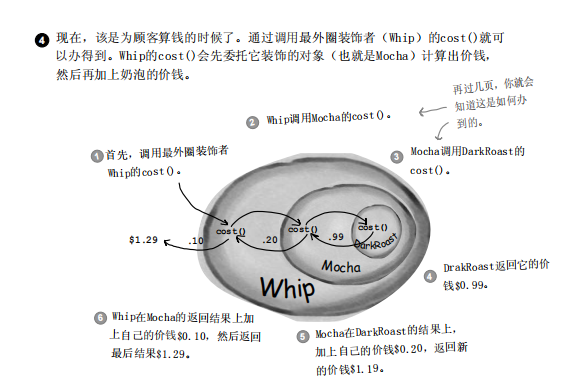 4 现在，该是为顾客算钱的时候了。通过调用最外圈装饰者（Whip）的cost()就可
以办得到。Whip的cost()会先委托它装饰的对象（也就是Mocha）计算出价钱，
然后再加上奶泡的价钱。
再过几页，你就会
知道这是如何办
到的。
2 Whip调用Mocha的cost()。
1 首先，调用最外圈装饰者
Whip的cost()。
3 Mocha调用DarkRoast的
cost()。
$1.29
.10
cost()
.20
cost()
.99
cost()
DarkRoast
Mocha
Whip
4 DrakRoast返回它的价
钱$0.99。
6 Whip在Mocha的返回结果上加
上自己的价钱$0.10，然后返回
最后结果$1.29。
5 Mocha在DarkRoast的结果上，
加上自己的价钱$0.20，返回新
的价钱$1.19。